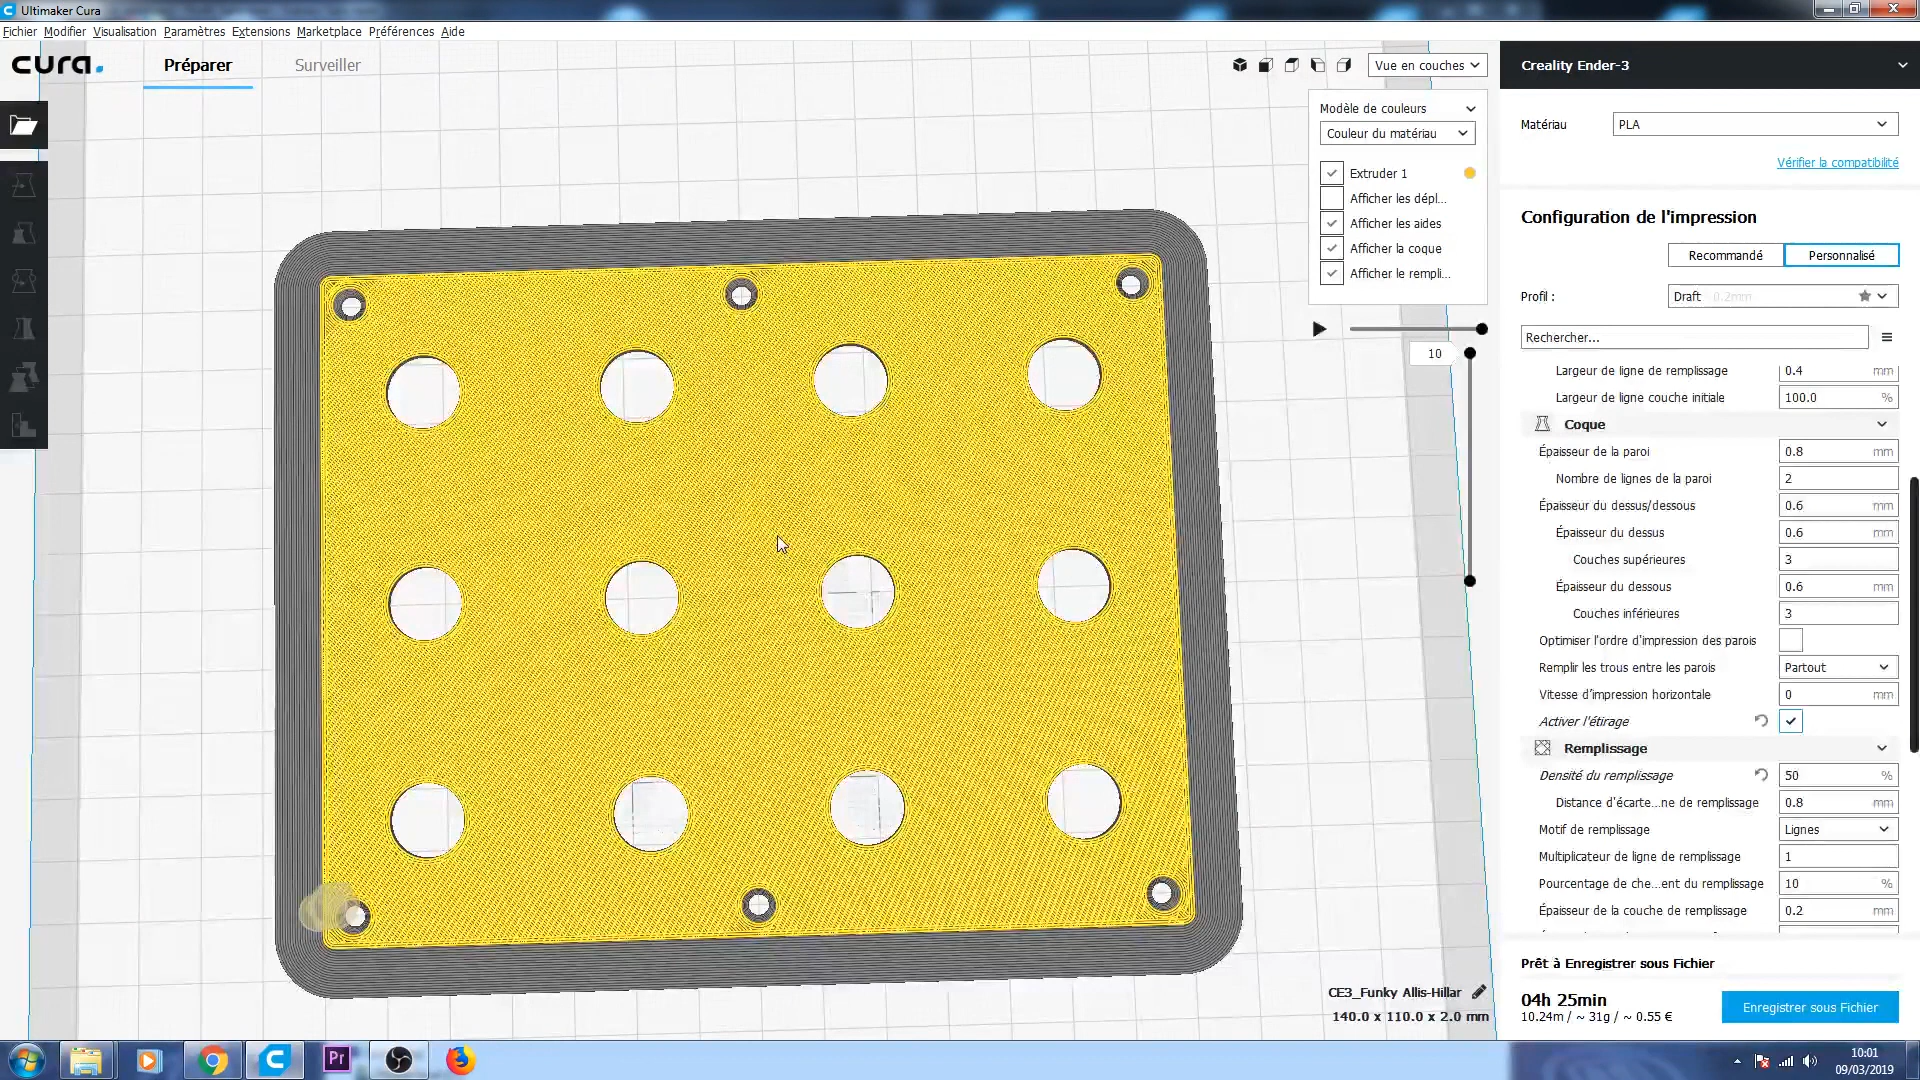 Ultimaker Cura
Fichier Modifier Visualisation Paramètres Extensions Marketplace Préférences Aide
cura.
Préparer
Surveiller
Vue en couches
Modèle de couleurs
Couleur du matériau
Extruder 1
Afficher les dépl...
Afficher les aides
Afficher la coque
Afficher le rempli...
10
Creality Ender-3
Matériau
PLA
Vérifier la compatibilité
Configuration de l'impression
Recommandé
Personnalisé
Profil :
Draft 0.2mm
Rechercher...
Largeur de ligne de remplissage 0.4 mm
Largeur de ligne couche initiale 100.0 %
Coque
Épaisseur de la paroi 0.8 mm
Nombre de lignes de la paroi 2
Épaisseur du dessus/dessous 0.6 mm
Épaisseur du dessus 0.6 mm
Couches supérieures 3
Épaisseur du dessous 0.6 mm
Couches inférieures 3
Optimiser l'ordre d'impression des parois
Remplir les trous entre les parois Partout
Vitesse d’impression horizontale 0 mm
Activer l'étirage
Remplissage
Densité du remplissage 50 %
Distance d'écarte...ne de remplissage 0.8 mm
Motif de remplissage Lignes
Multiplicateur de ligne de remplissage 1
Pourcentage de che...ent du remplissage 10 %
Épaisseur de la couche de remplissage 0.2 mm
Prêt à Enregistrer sous Fichier
04h 25min
10.24m / ~ 31g / ~ 0.55 €
Enregistrer sous Fichier
CE3_Funky Allis-Hillar
140.0 x 110.0 x 2.0 mm
Pr
10:01
09/03/2019